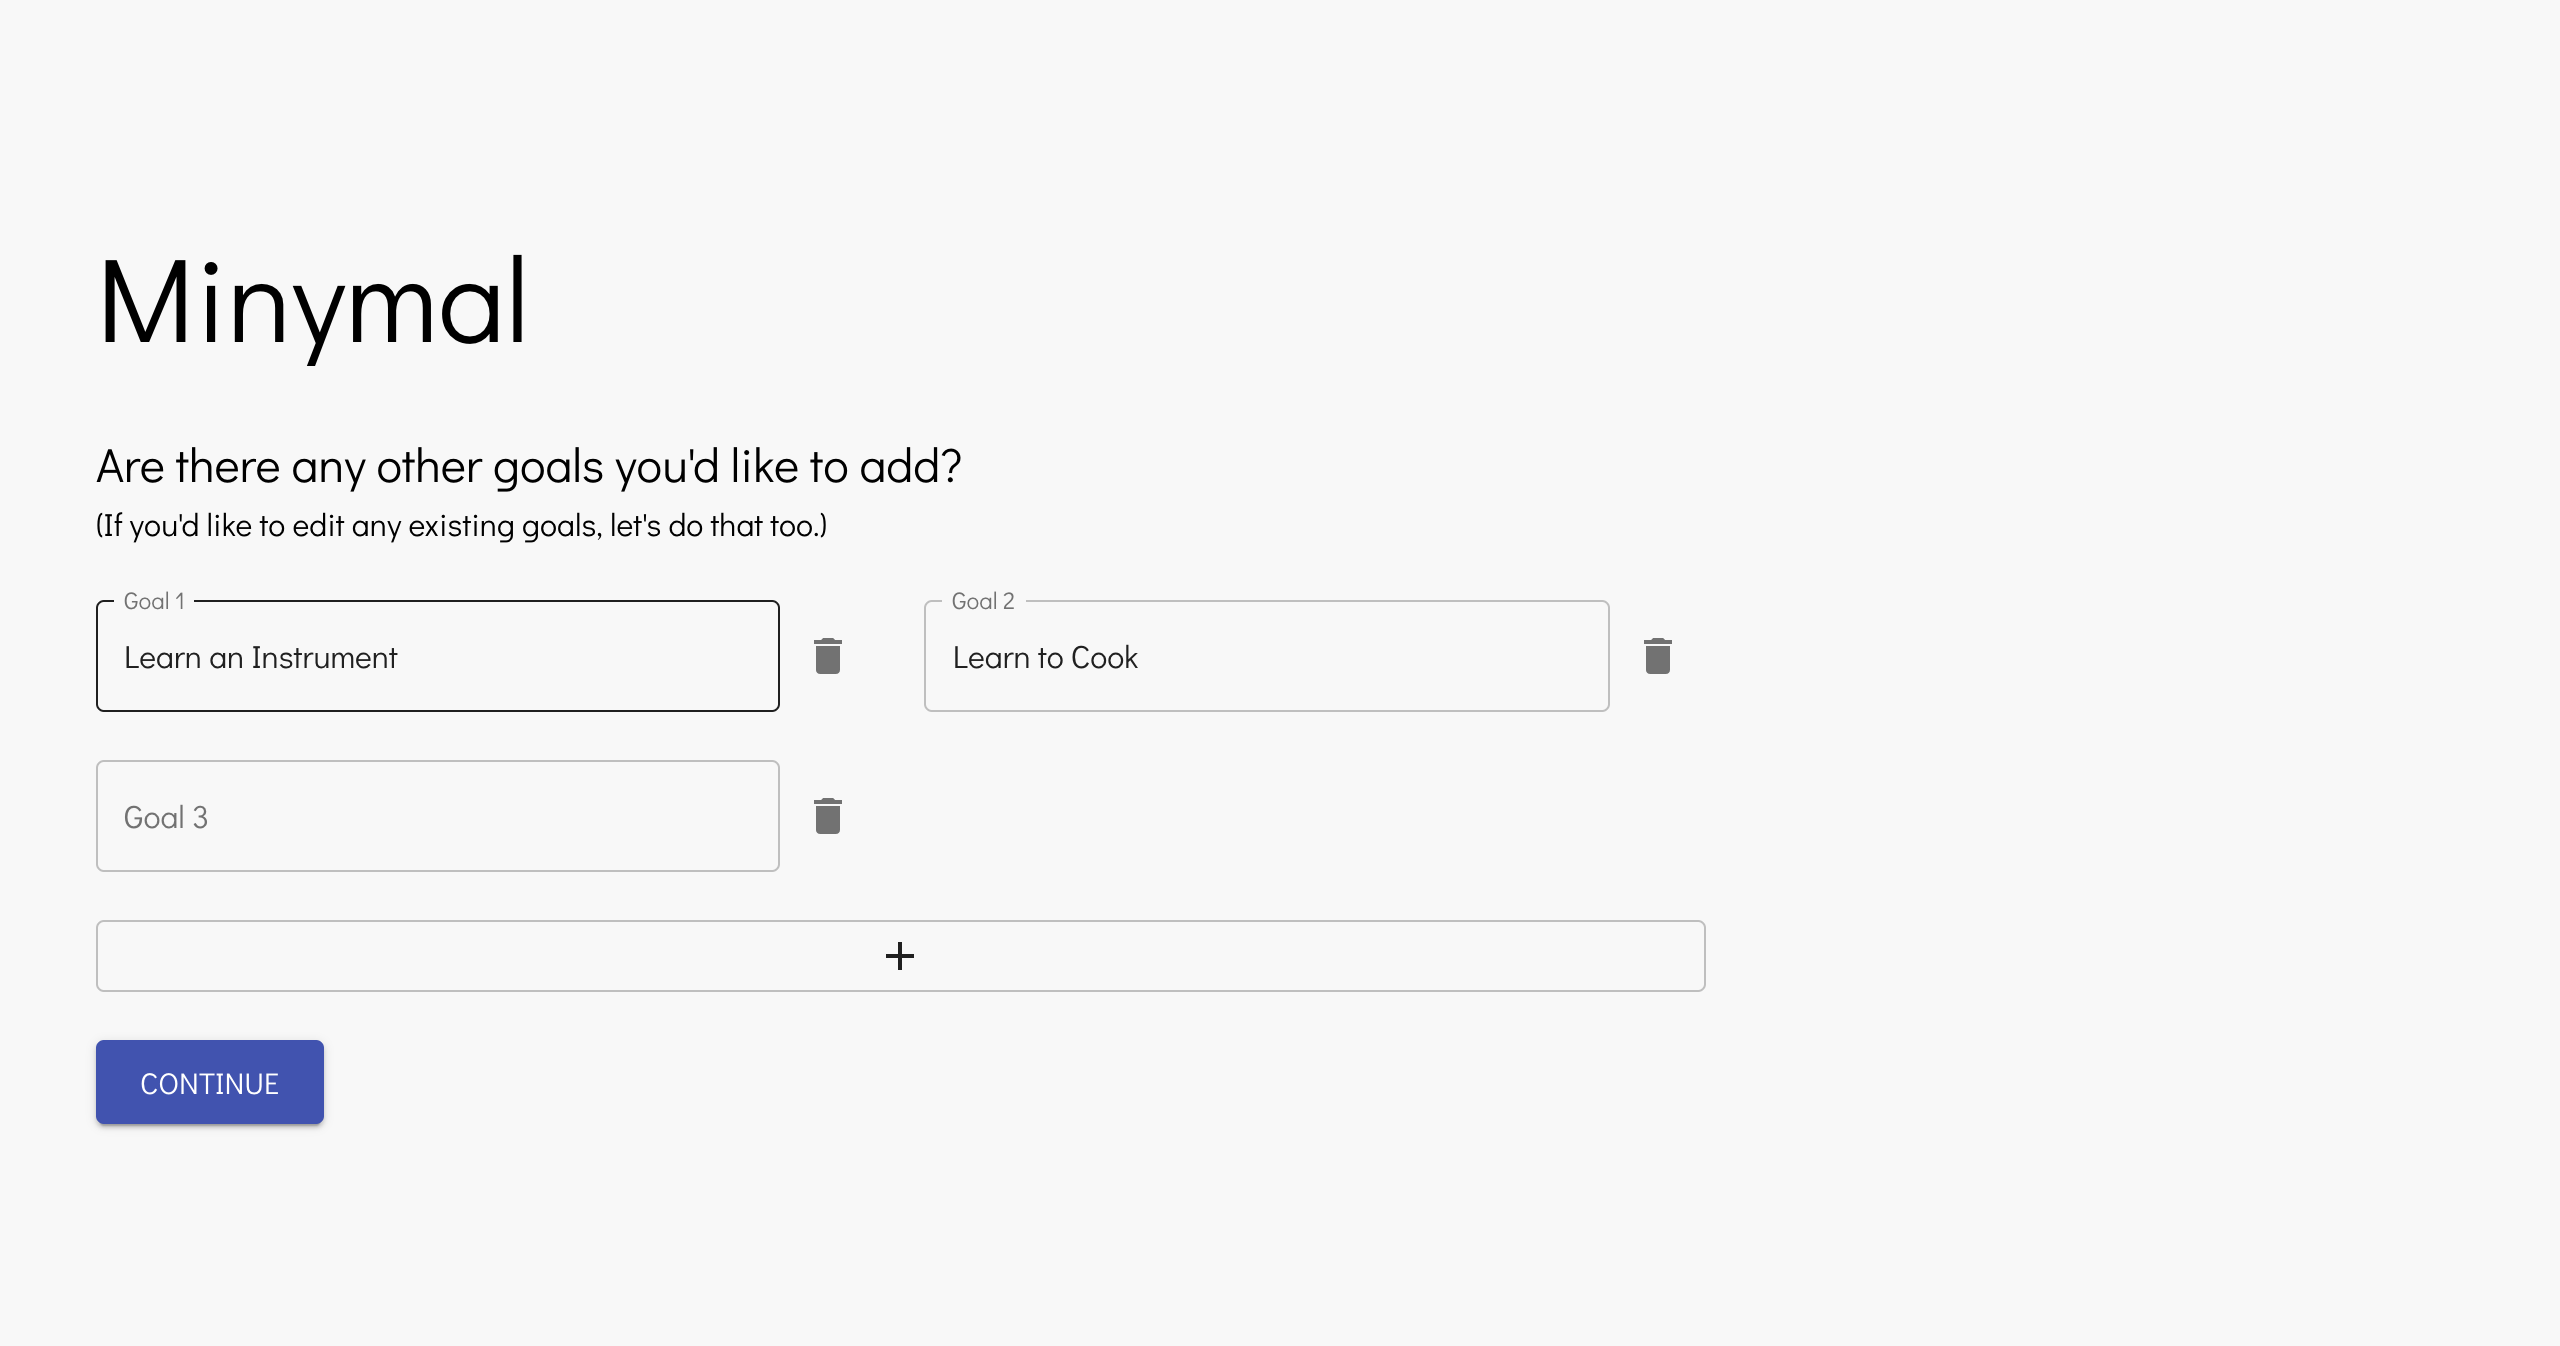 Minymal
Are there any other goals you'd like to add?
(If you'd like to edit any existing goals, let's do that too.)
Goal 1
Learn an Instrument
Goal 2
Learn to Cook
Goal 3
+
CONTINUE